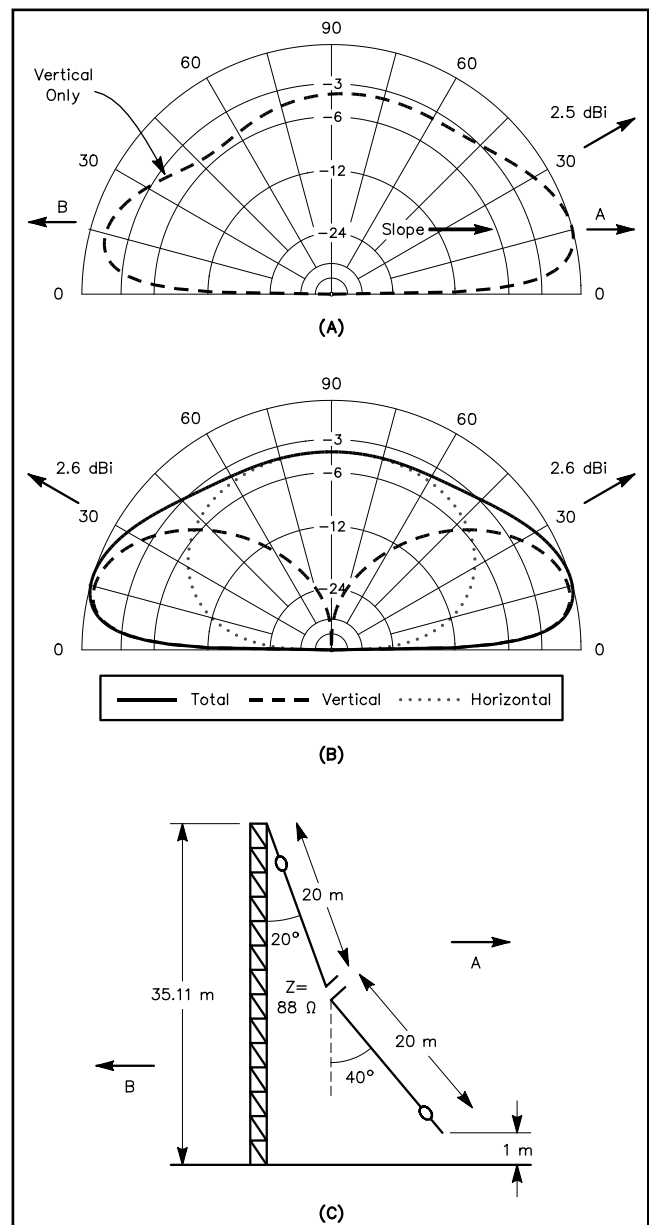 90
60
60
Vertical
Only
-3
-6
2.5 dBi
30
30
-12
B
A
-24
Slope
0
0
(A)
90
60
60
-3
2.6 dBi
2.6 dBi
-6
30
30
-12
-24
0
0
Total
Vertical
Horizontal
(B)
20 m
20°
A
Z=
88 Ω
35.11 m
20 m
B
40°
1 m
(C)